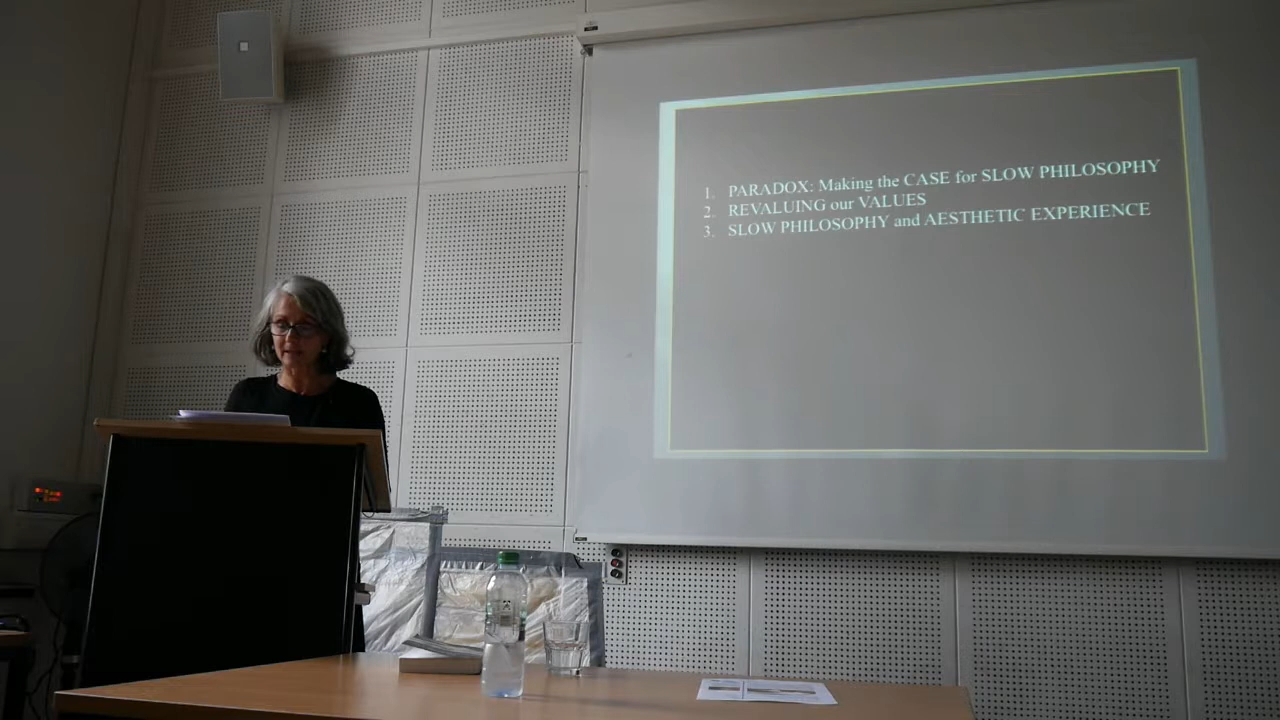 1. PARADOX: Making the CASE for SLOW PHILOSOPHY
2. REVALUING our VALUES
3. SLOW PHILOSOPHY and AESTHETIC EXPERIENCE